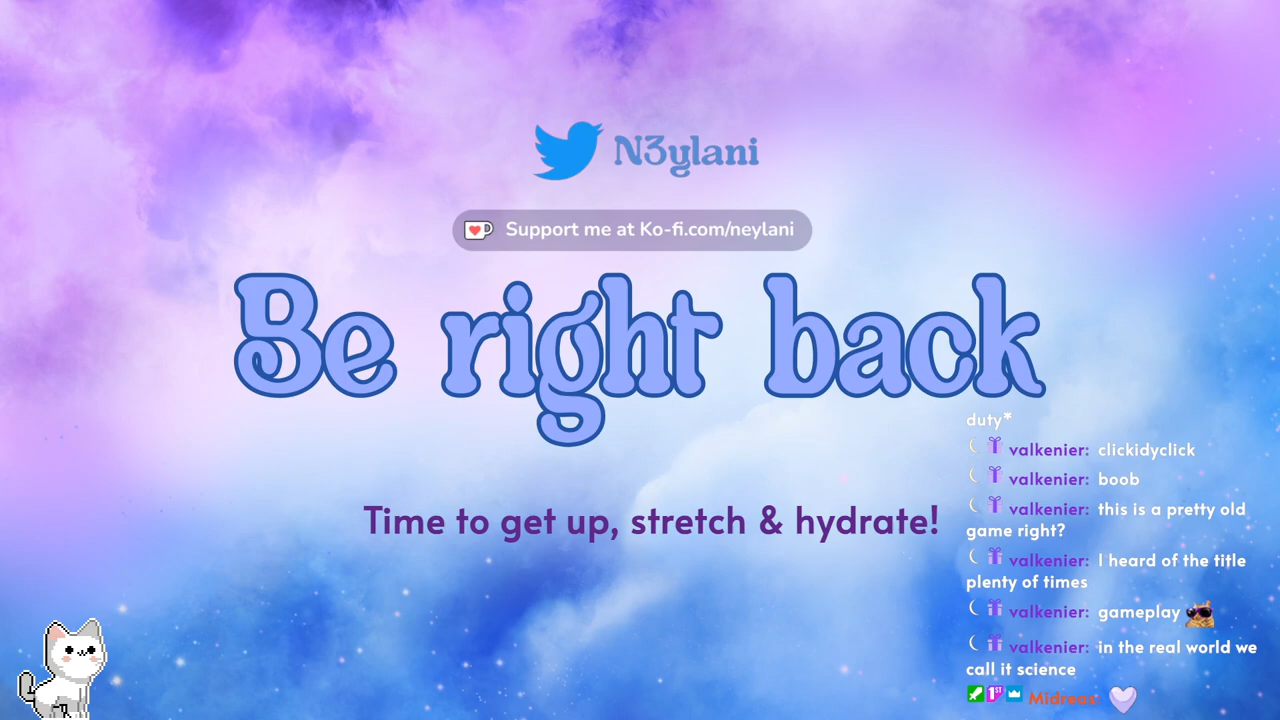 N3ylani
Support me at Ko-fi.com/neylani
Be right back
Time to get up, stretch & hydrate!
duty*
valkenier: clickidyclick
valkenier: boob
valkenier: this is a pretty old
game right?
valkenier: I heard of the title
plenty of times
valkenier: gameplay
valkenier: in the real world we
call it science
1ST Midreas: